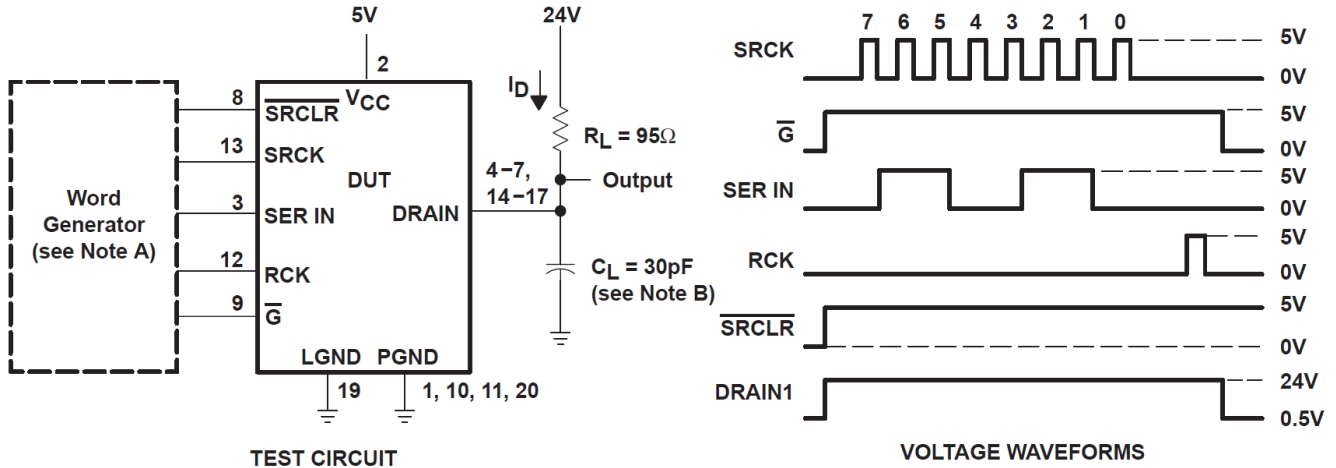 5V
24V
2
VCC
8
SRCLR
13
SRCK
DUT
3
SER IN
DRAIN
12
RCK
9
G
LGND
PGND
19
1, 10, 11, 20
Word
Generator
(see Note A)
ID
RL = 95Ω
4−7,
14−17
Output
CL = 30pF
(see Note B)
TEST CIRCUIT
7 6 5 4 3 2 1 0
SRCK
5V
0V
G
5V
0V
SER IN
5V
0V
RCK
5V
0V
SRCLR
5V
0V
DRAIN1
24V
0.5V
VOLTAGE WAVEFORMS